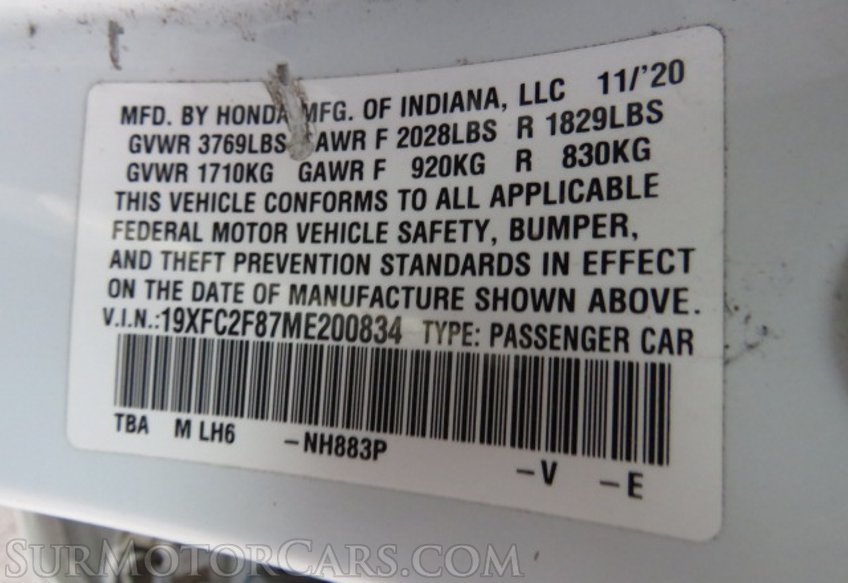 MFD. BY HONDA MFG. OF INDIANA, LLC 11/'20
GVWR 3769LBS GAWR F 2028LBS R 1829LBS
GVWR 1710KG GAWR F 920KG R 830KG
THIS VEHICLE CONFORMS TO ALL APPLICABLE
FEDERAL MOTOR VEHICLE SAFETY, BUMPER,
AND THEFT PREVENTION STANDARDS IN EFFECT
ON THE DATE OF MANUFACTURE SHOWN ABOVE.
V.I.N.:19XFC2F87ME200834 TYPE: PASSENGER CAR
TBA M LH6 -NH883P -V -E
SURMOTORCARS.COM